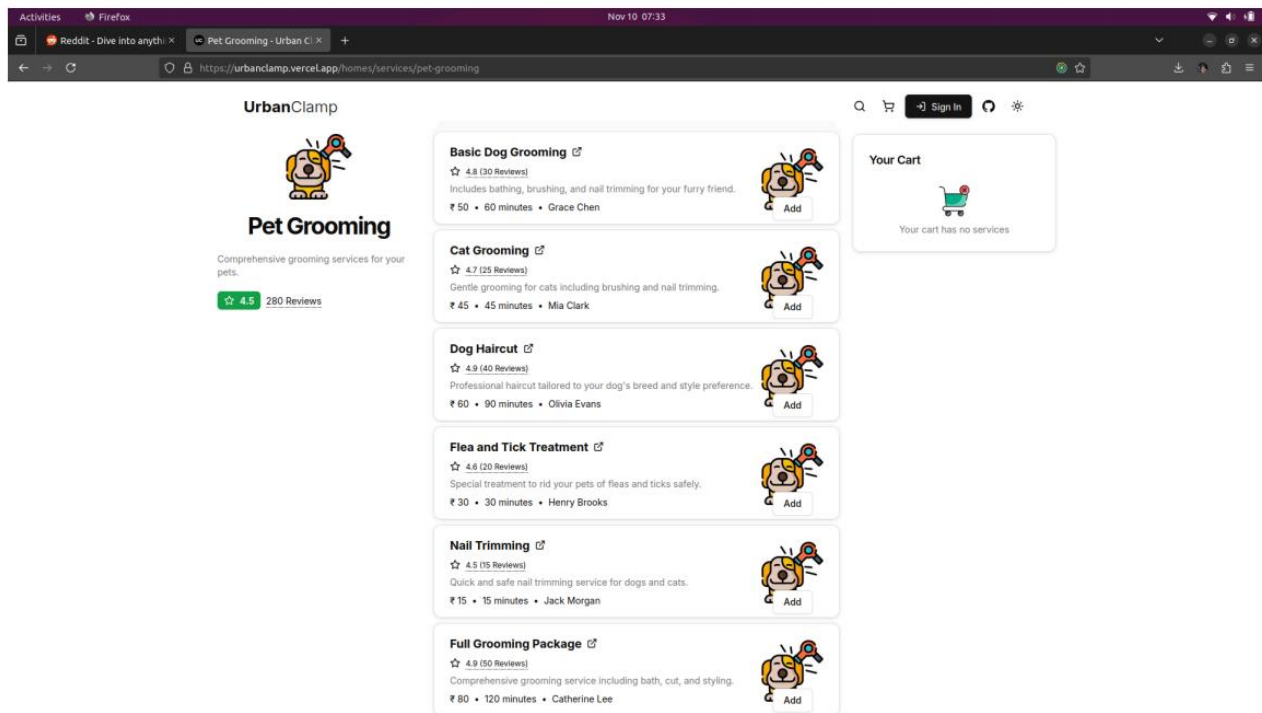 Activities Firefox Nov 10 07:33
Reddit - Dive into anythi Pet Grooming - Urban Cl
https://urbanclamp.vercel.app/homes/services/pet-grooming
UrbanClamp
Sign In
Pet Grooming
Comprehensive grooming services for your
pets.
4.5 280 Reviews
Basic Dog Grooming
4.8 (30 Reviews)
Includes bathing, brushing, and nail trimming for your furry friend.
₹ 50 • 60 minutes • Grace Chen
Add
Cat Grooming
4.7 (25 Reviews)
Gentle grooming for cats including brushing and nail trimming.
₹ 45 • 45 minutes • Mia Clark
Add
Dog Haircut
4.9 (40 Reviews)
Professional haircut tailored to your dog's breed and style preference.
₹ 60 • 90 minutes • Olivia Evans
Add
Flea and Tick Treatment
4.6 (20 Reviews)
Special treatment to rid your pets of fleas and ticks safely.
₹ 30 • 30 minutes • Henry Brooks
Add
Nail Trimming
4.5 (15 Reviews)
Quick and safe nail trimming service for dogs and cats.
₹ 15 • 15 minutes • Jack Morgan
Add
Full Grooming Package
4.9 (50 Reviews)
Comprehensive grooming service including bath, cut, and styling.
₹ 80 • 120 minutes • Catherine Lee
Add
Your Cart
Your cart has no services